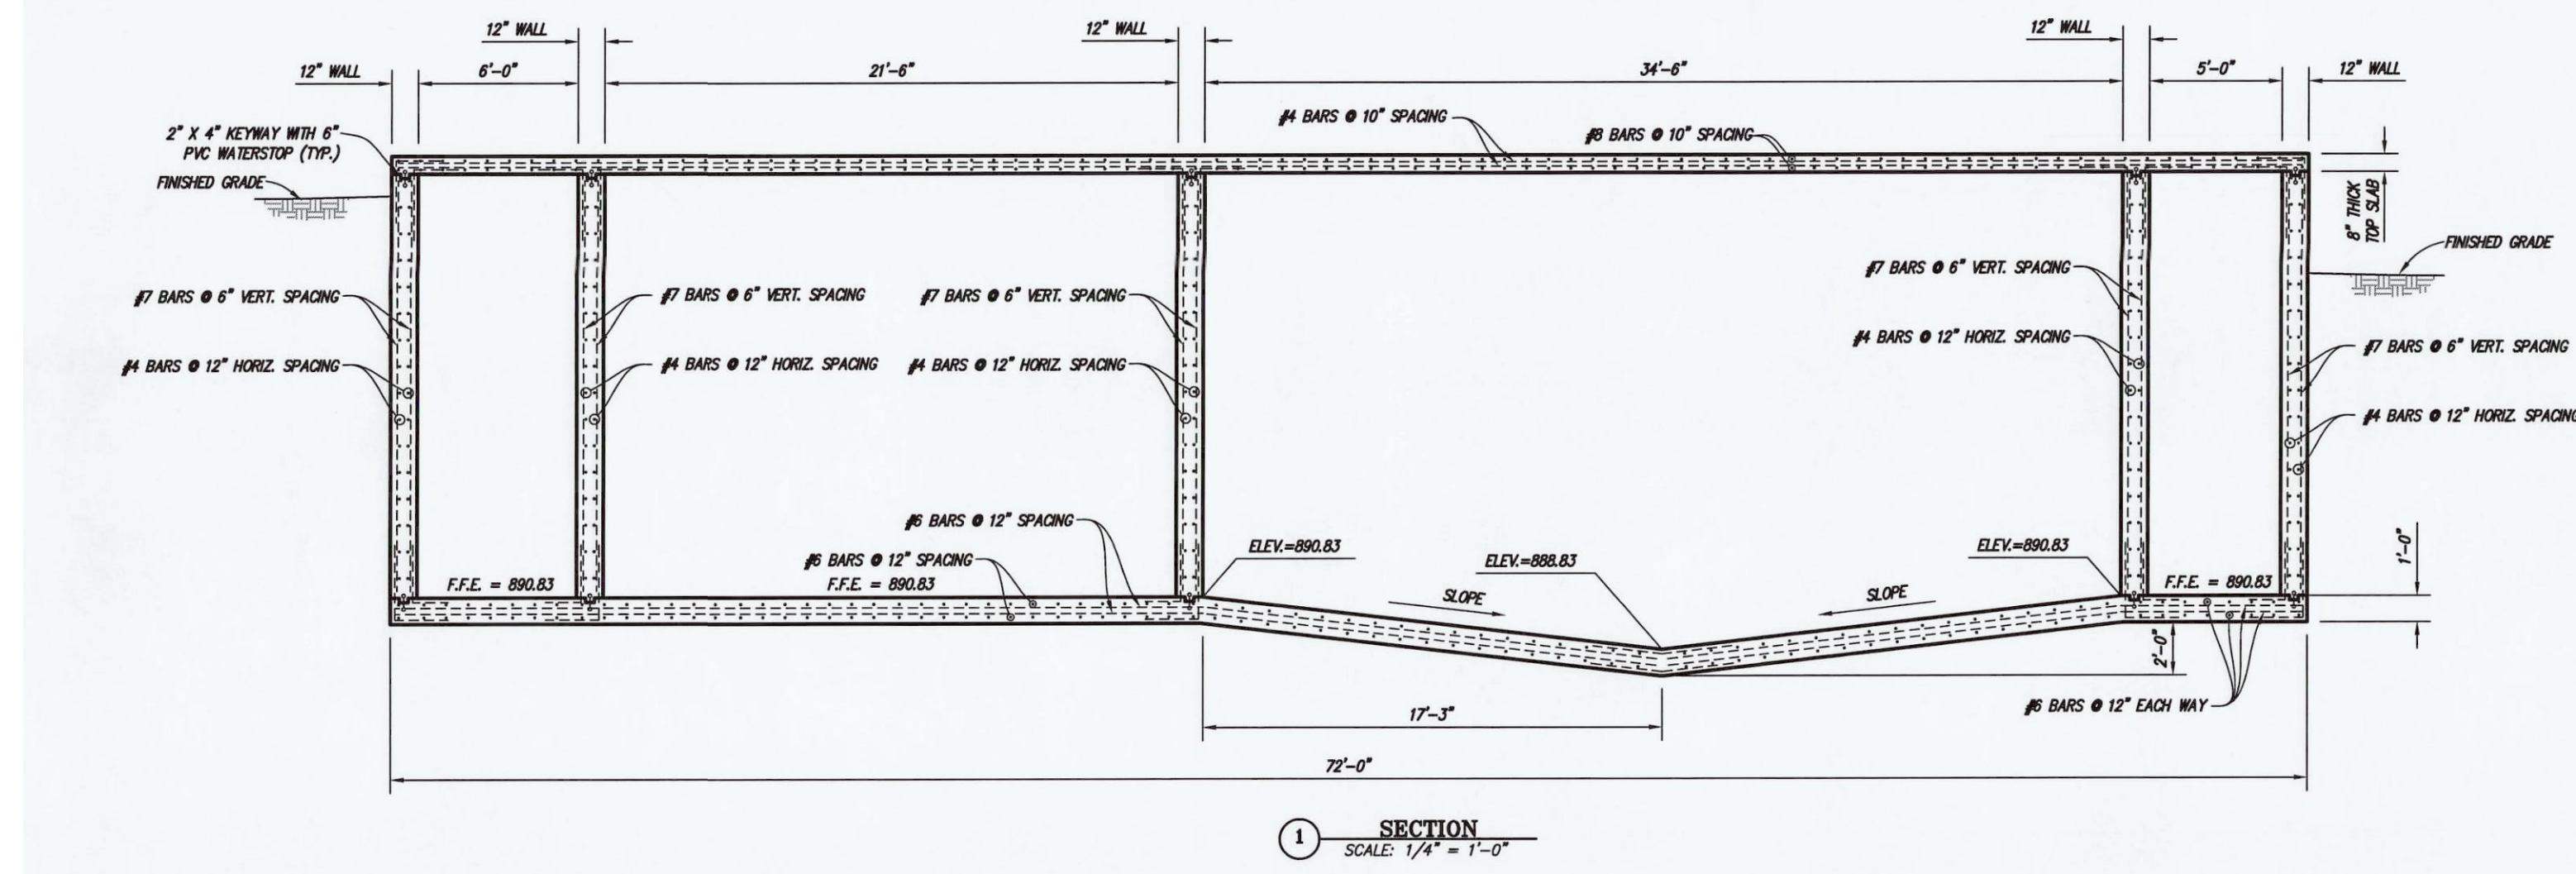 12" WALL
12" WALL
12" WALL
12" WALL
6'-0"
21'-6"
34'-6"
5'-0"
12" WALL
2" X 4" KEYWAY WITH 6"
PVC WATERSTOP (TYP.)
#4 BARS @ 10" SPACING
#8 BARS @ 10" SPACING
FINISHED GRADE
8" THICK
TOP SLAB
FINISHED GRADE
#7 BARS @ 6" VERT. SPACING
#7 BARS @ 6" VERT. SPACING
#7 BARS @ 6" VERT. SPACING
#7 BARS @ 6" VERT. SPACING
#7 BARS @ 6" VERT. SPACING
#4 BARS @ 12" HORIZ. SPACING
#4 BARS @ 12" HORIZ. SPACING
#4 BARS @ 12" HORIZ. SPACING
#4 BARS @ 12" HORIZ. SPACING
#4 BARS @ 12" HORIZ. SPACING
#6 BARS @ 12" SPACING
#6 BARS @ 12" SPACING
ELEV.=890.83
ELEV.=888.83
ELEV.=890.83
1'-0"
F.F.E. = 890.83
F.F.E. = 890.83
F.F.E. = 890.83
SLOPE
SLOPE
2'-0"
#6 BARS @ 12" EACH WAY
17'-3"
72'-0"
1
SECTION
SCALE: 1/4" = 1'-0"